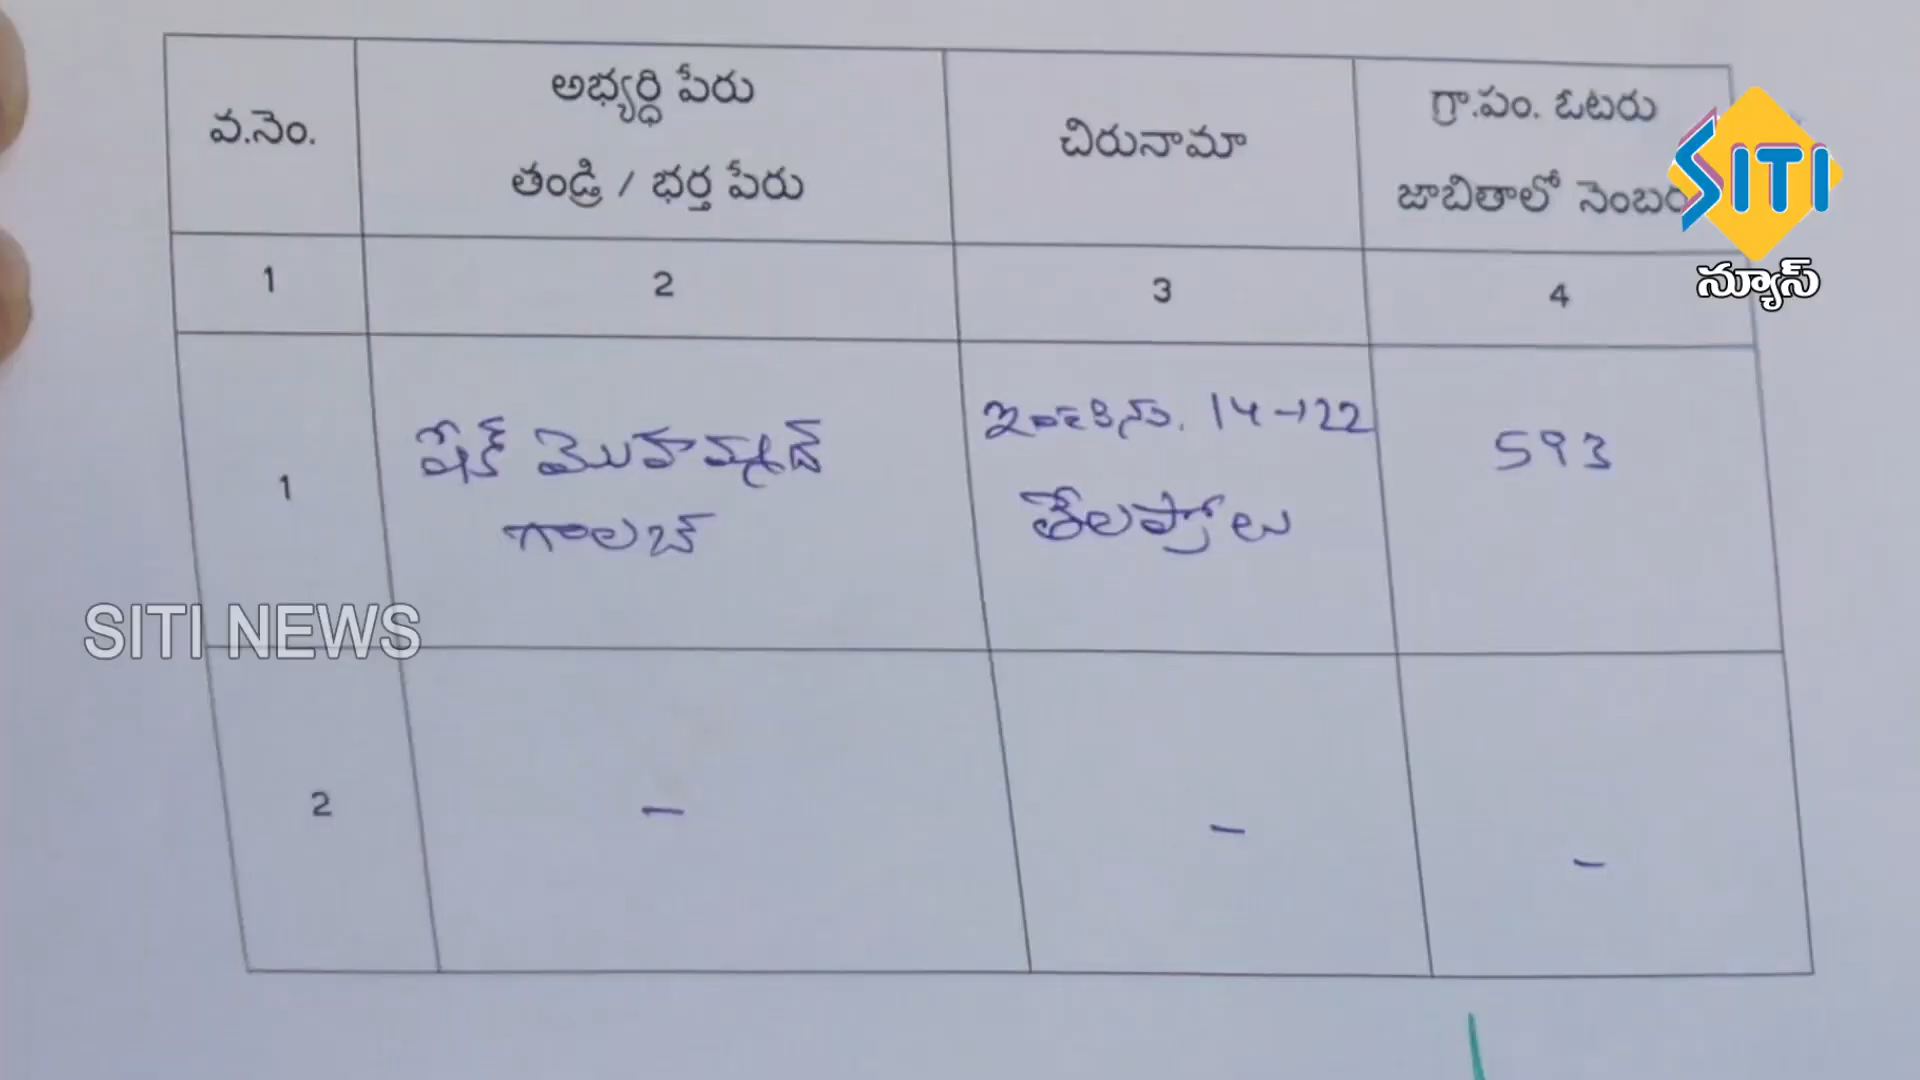 వ.నెం.
అభ్యర్ధి పేరు
తండ్రి / భర్త పేరు
చిరునామా
గ్రా.పం. ఓటరు
జాబితాలో నెంబరు
SITI
న్యూస్
1
2
3
4
1
షేక్ మొహమ్మద్
గాలబ్
14-122
తేలప్రోలు
593
SITI NEWS
2
-
-
-